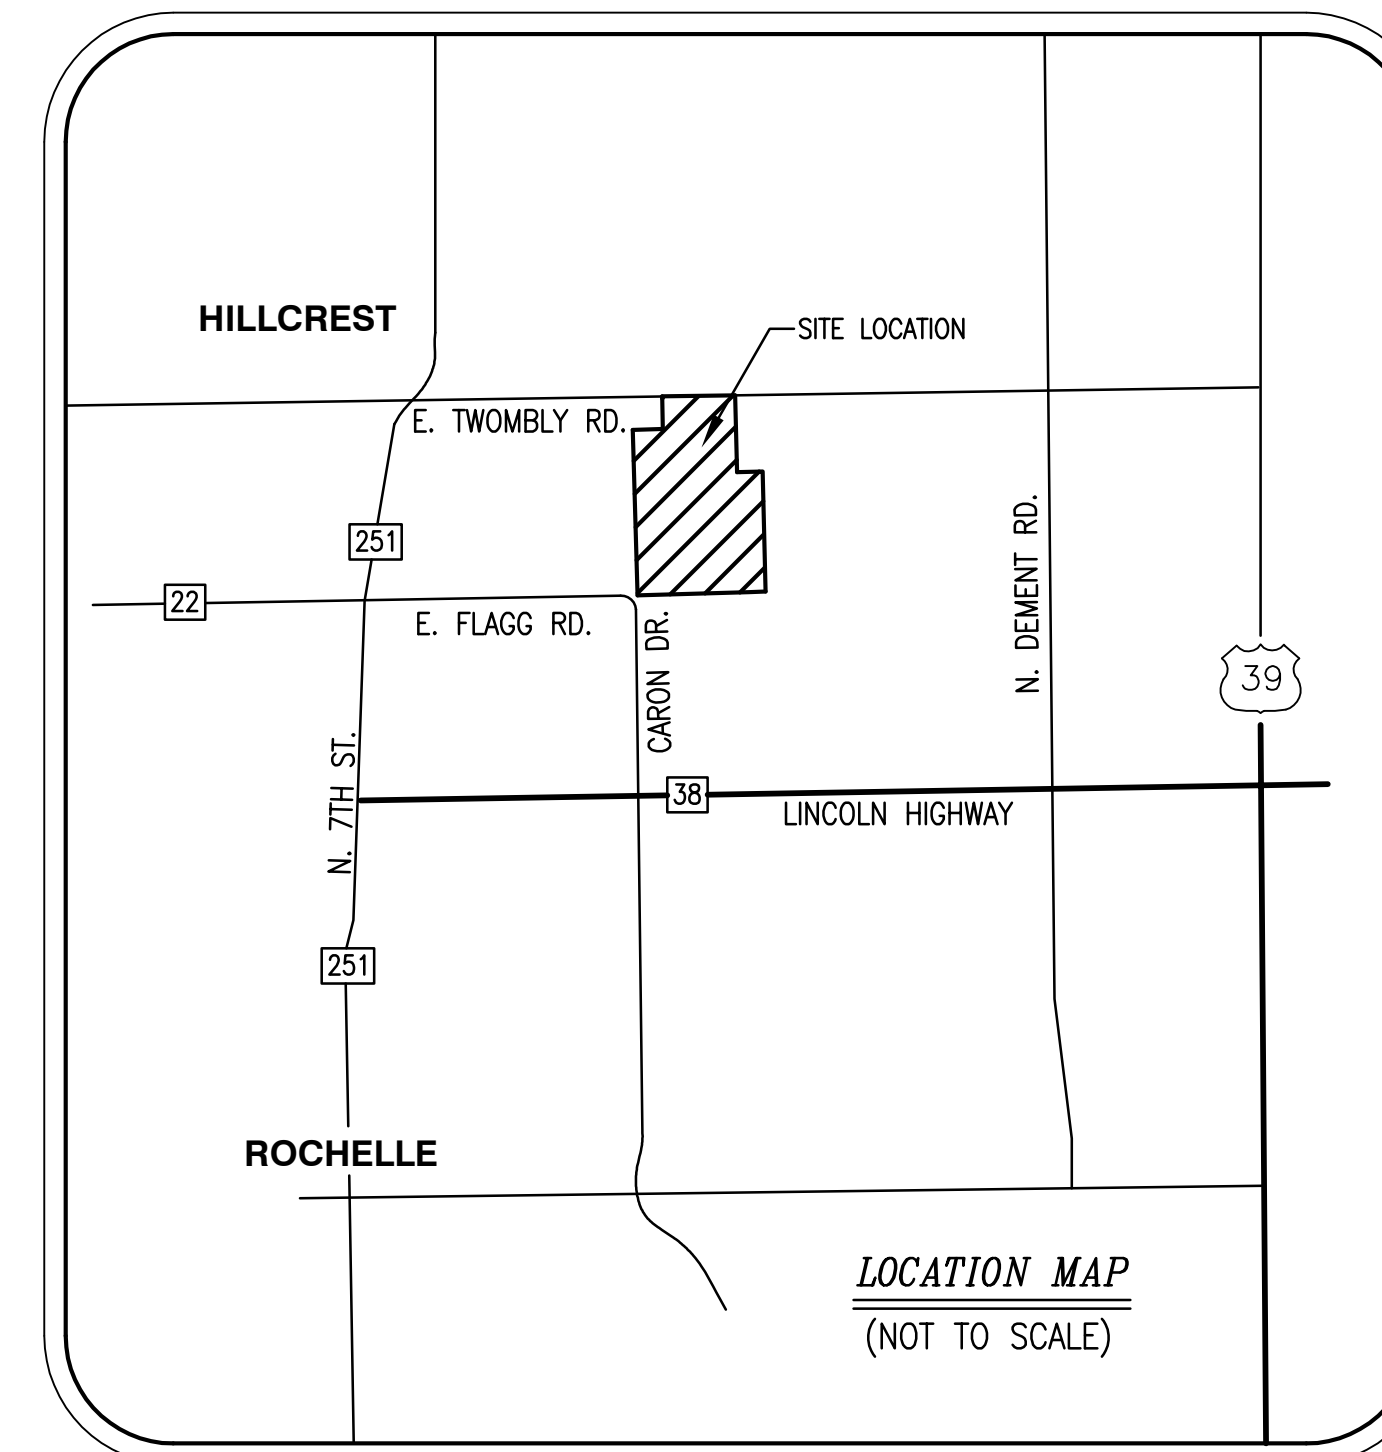 HILLCREST
SITE LOCATION
E. TWOMBLY RD.
251
22
E. FLAGG RD.
N. DEMENT RD.
CARON DR.
39
N. 7TH ST.
38
LINCOLN HIGHWAY
251
ROCHELLE
LOCATION MAP
(NOT TO SCALE)